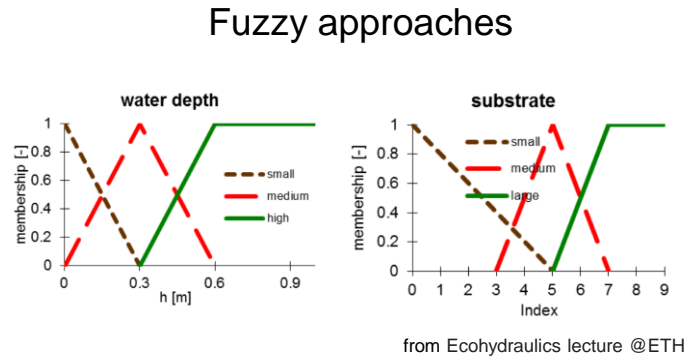 Fuzzy approaches
water depth
membership [-]
1
0.8
0.6
0.4
0.2
0
0 0.3 0.6 0.9
h [m]
small
medium
high
substrate
membership [-]
1
0.8
0.6
0.4
0.2
0
0 1 2 3 4 5 6 7 8 9
Index
small
medium
large
from Ecohydraulics lecture @ETH